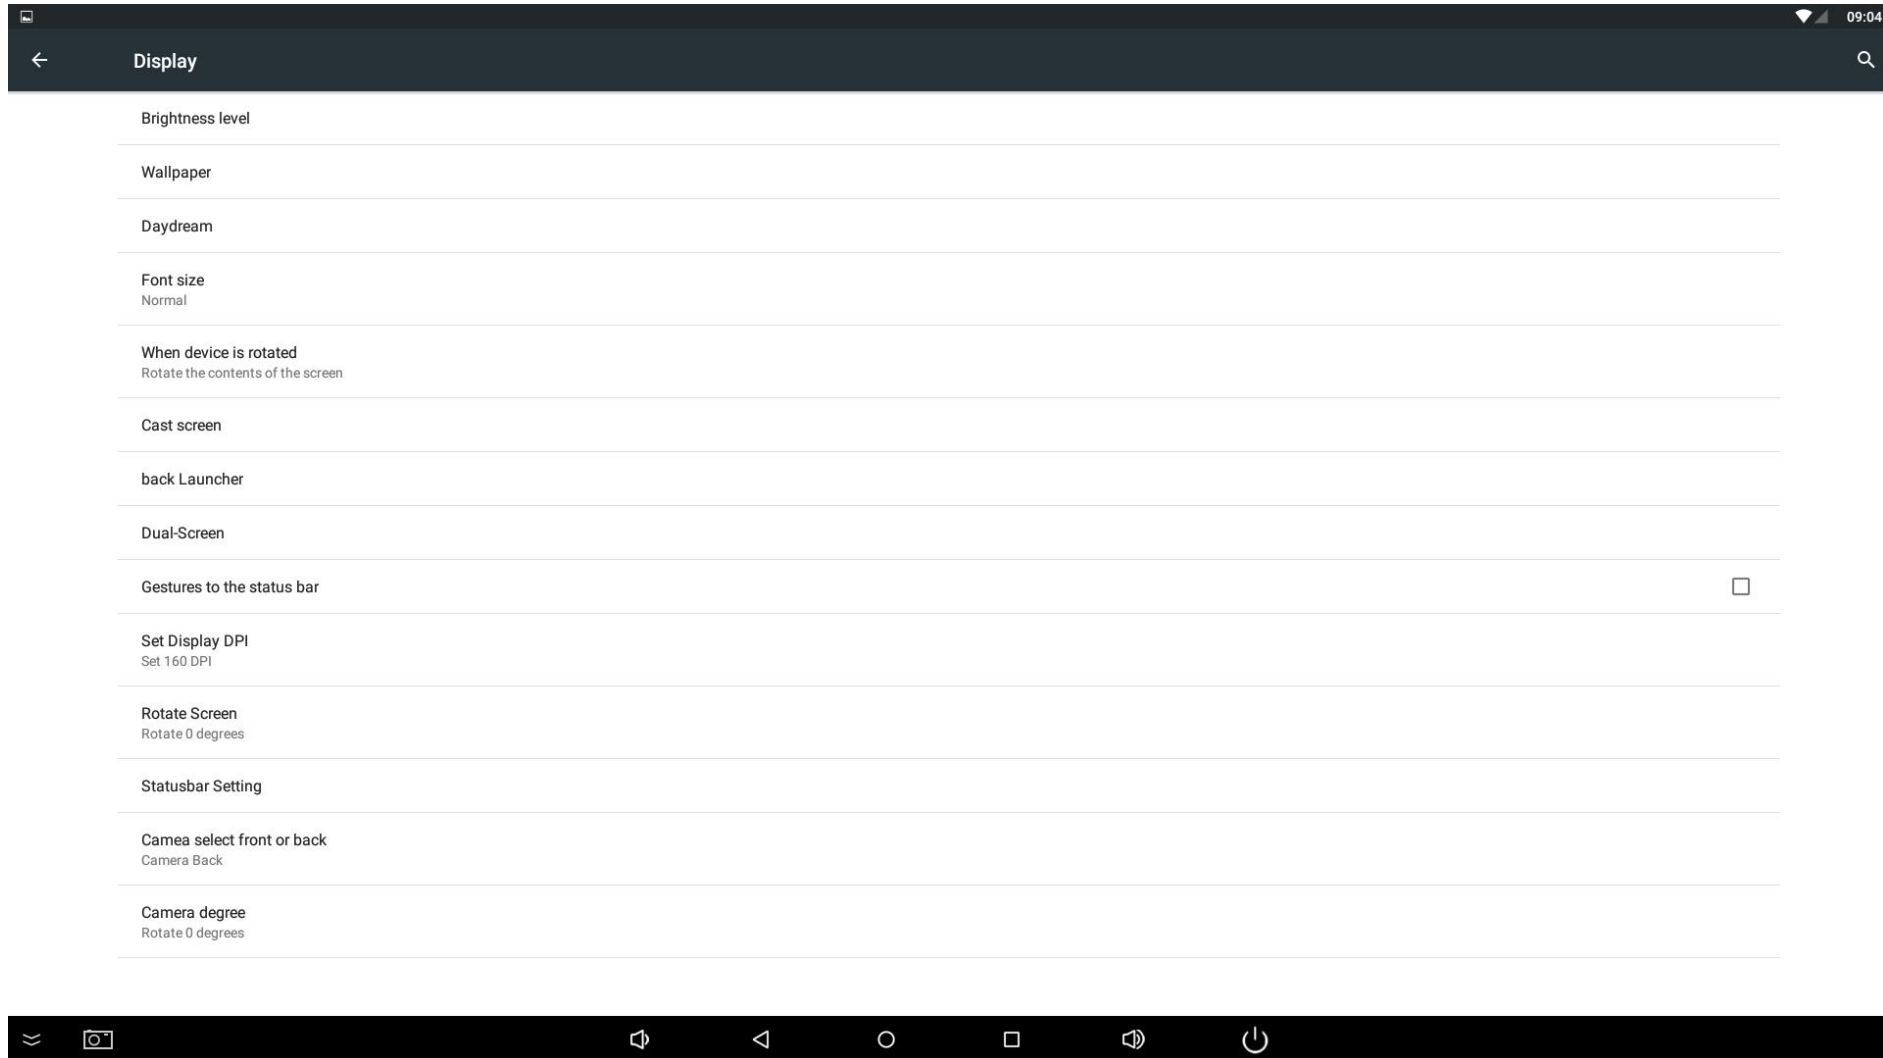 09:04
Display
Brightness level
Wallpaper
Daydream
Font size
Normal
When device is rotated
Rotate the contents of the screen
Cast screen
back Launcher
Dual-Screen
Gestures to the status bar
Set Display DPI
Set 160 DPI
Rotate Screen
Rotate 0 degrees
Statusbar Setting
Camea select front or back
Camera Back
Camera degree
Rotate 0 degrees